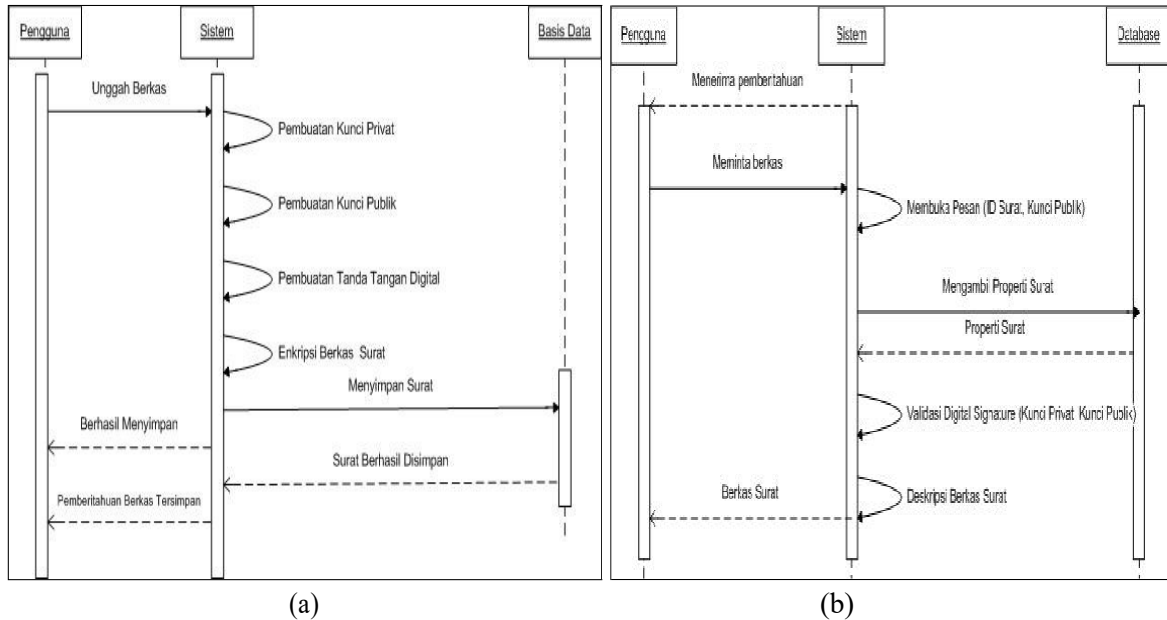 Pengguna
Sistem
Basis Data
Unggah Berkas
Pembuatan Kunci Privat
Pembuatan Kunci Publik
Pembuatan Tanda Tangan Digital
Enkripsi Berkas Surat
Menyimpan Surat
Berhasil Menyimpan
Surat Berhasil Disimpan
Pemberitahuan Berkas Tersimpan
(a)
Pengguna
Sistem
Database
Menerima pemberitahuan
Meminta berkas
Membuka Pesan (ID Surat, Kunci Publik)
Mengambil Properti Surat
Properti Surat
Validasi Digital Signature (Kunci Privat Kunci Publik)
Deskripsi Berkas Surat
Berkas Surat
(b)